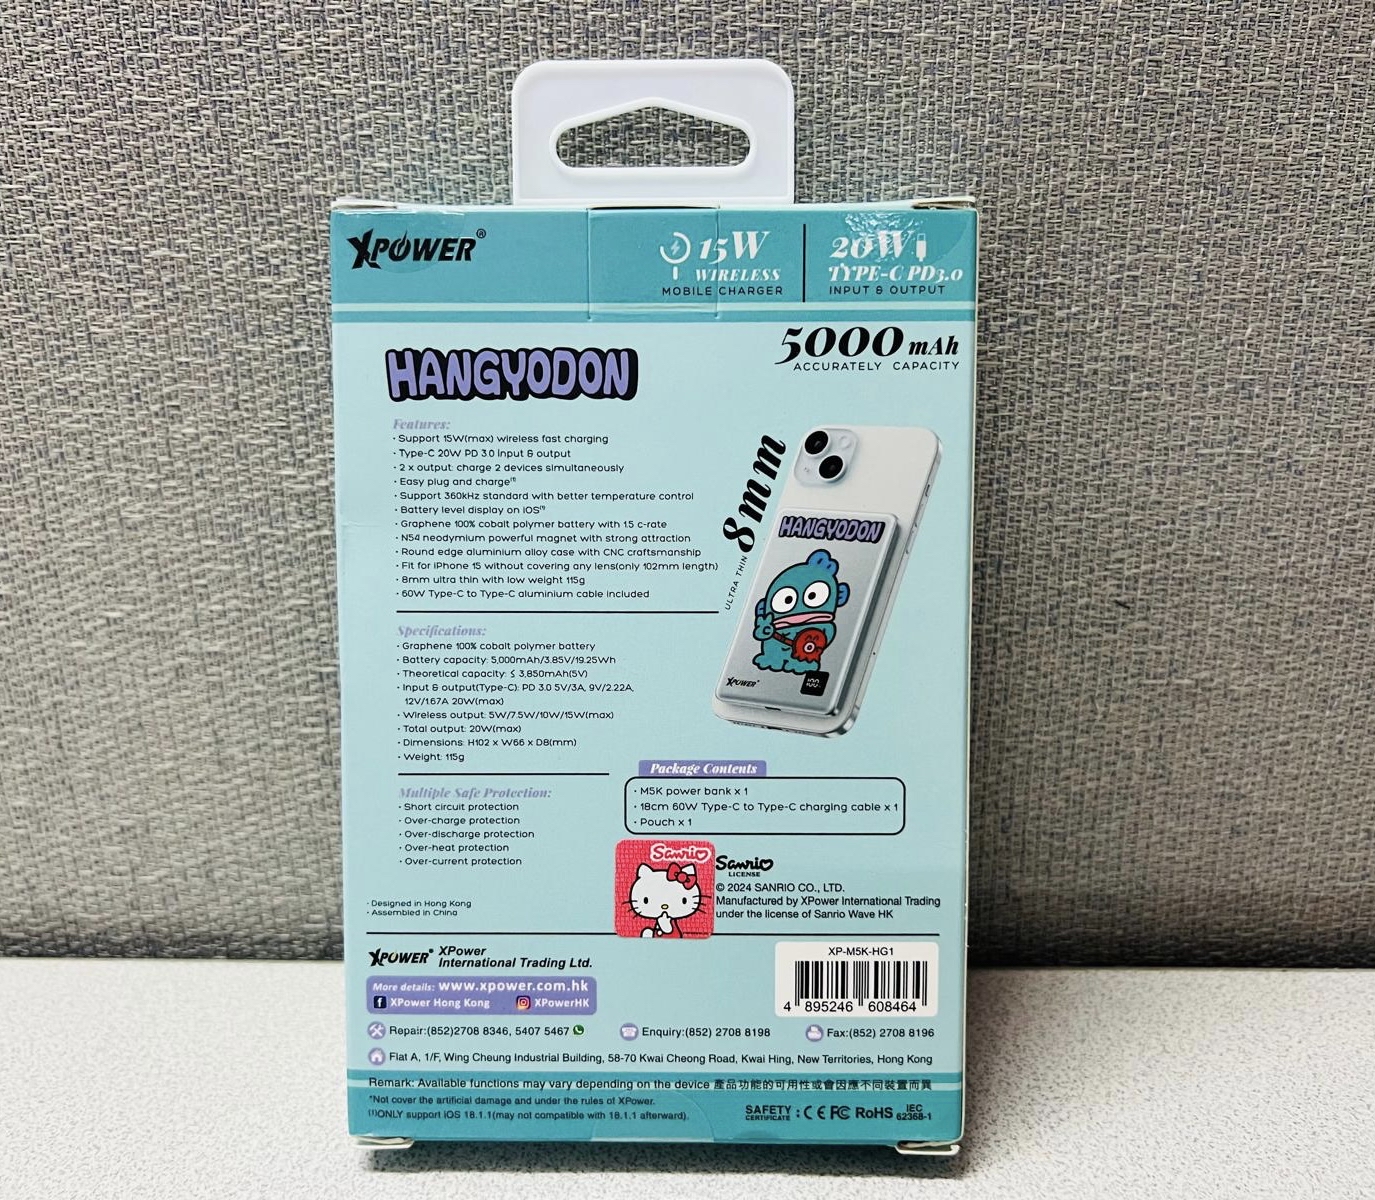 XPOWER®
15W
WIRELESS
MOBILE CHARGER
20W
TYPE-C PD3.0
INPUT & OUTPUT
5000 mAh
ACCURATELY CAPACITY
HANGYODON
Features:
· Support 15W(max) wireless fast charging
· Type-C 20W PD 3.0 input & output
· 2 x output: charge 2 devices simultaneously
· Easy plug and charge⁽¹⁾
· Support 360kHz standard with better temperature control
· Battery level display on iOS⁽¹⁾
· Graphene 100% cobalt polymer battery with 1.5 c-rate
· N54 neodymium powerful magnet with strong attraction
· Round edge aluminium alloy case with CNC craftsmanship
· Fit for iPhone 15 without covering any lens(only 102mm length)
· 8mm ultra thin with low weight 115g
· 60W Type-C to Type-C aluminium cable included
ULTRA THIN 8mm
HANGYODON
XPOWER®
100
Specifications:
· Graphene 100% cobalt polymer battery
· Battery capacity: 5,000mAh/3.85V/19.25Wh
· Theoretical capacity: ≤ 3,850mAh(5V)
· Input & output(Type-C): PD 3.0 5V/3A, 9V/2.22A,
12V/1.67A 20W(max)
· Wireless output: 5W/7.5W/10W/15W(max)
· Total output: 20W(max)
· Dimensions: H102 x W66 x D8(mm)
· Weight: 115g
Multiple Safe Protection:
· Short circuit protection
· Over-charge protection
· Over-discharge protection
· Over-heat protection
· Over-current protection
Package Contents
· M5K power bank x 1
· 18cm 60W Type-C to Type-C charging cable x 1
· Pouch x 1
Sanrio
Sanrio
LICENSE
© 2024 SANRIO CO., LTD.
Manufactured by XPower International Trading
under the license of Sanrio Wave HK
· Designed in Hong Kong
· Assembled in China
XPOWER®
XPower
International Trading Ltd.
More details: www.xpower.com.hk
XPower Hong Kong XPowerHK
XP-M5K-HG1
4 895246 608464
Repair:(852)2708 8346, 5407 5467
Enquiry:(852) 2708 8198
Fax:(852) 2708 8196
Flat A, 1/F, Wing Cheung Industrial Building, 58-70 Kwai Cheong Road, Kwai Hing, New Territories, Hong Kong
Remark: Available functions may vary depending on the device 產品功能的可用性或會因應不同裝置而異
*Not cover the artificial damage and under the rules of XPower.
⁽¹⁾ONLY support iOS 18.1.1(may not compatible with 18.1.1 afterward).
SAFETY
CERTIFICATE : CE FC RoHS IEC
62368-1